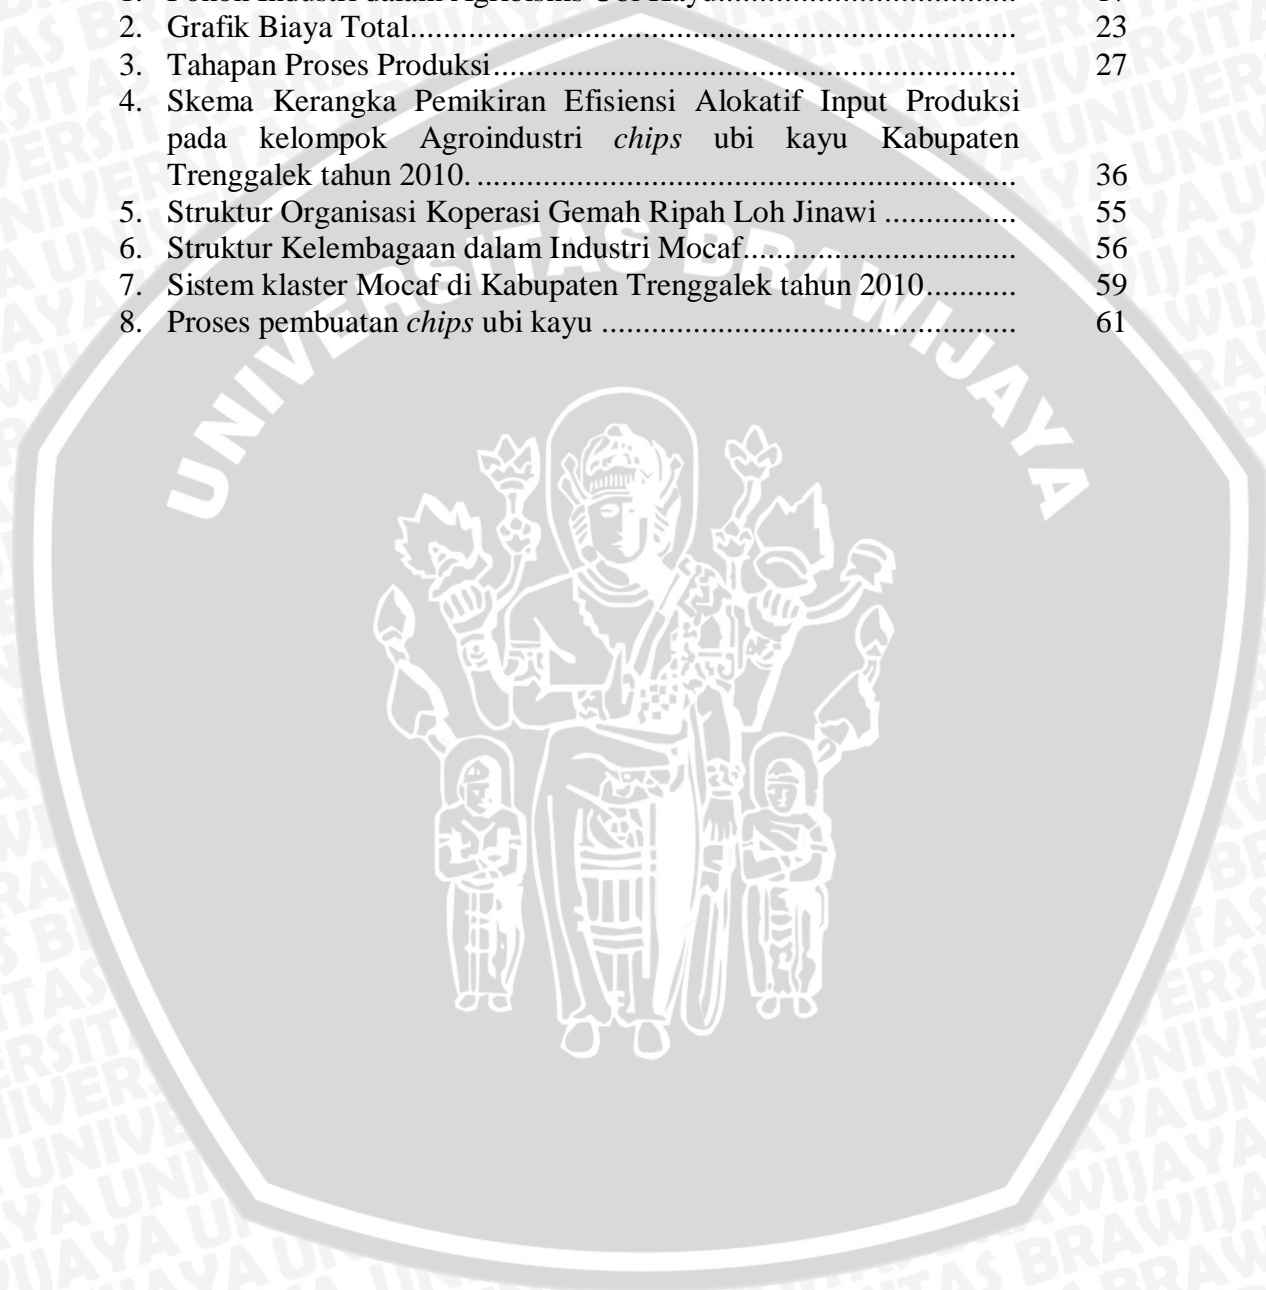 2. Grafik Biaya Total.................................................................... 23
3. Tahapan Proses Produksi.......................................................... 27
4. Skema Kerangka Pemikiran Efisiensi Alokatif Input Produksi
pada kelompok Agroindustri chips ubi kayu Kabupaten
Trenggalek tahun 2010. ............................................................ 36
5. Struktur Organisasi Koperasi Gemah Ripah Loh Jinawi ............... 55
6. Struktur Kelembagaan dalam Industri Mocaf............................... 56
7. Sistem klaster Mocaf di Kabupaten Trenggalek tahun 2010........... 59
8. Proses pembuatan chips ubi kayu .............................................. 61
UNIVERSITAS BRAWIJAYA